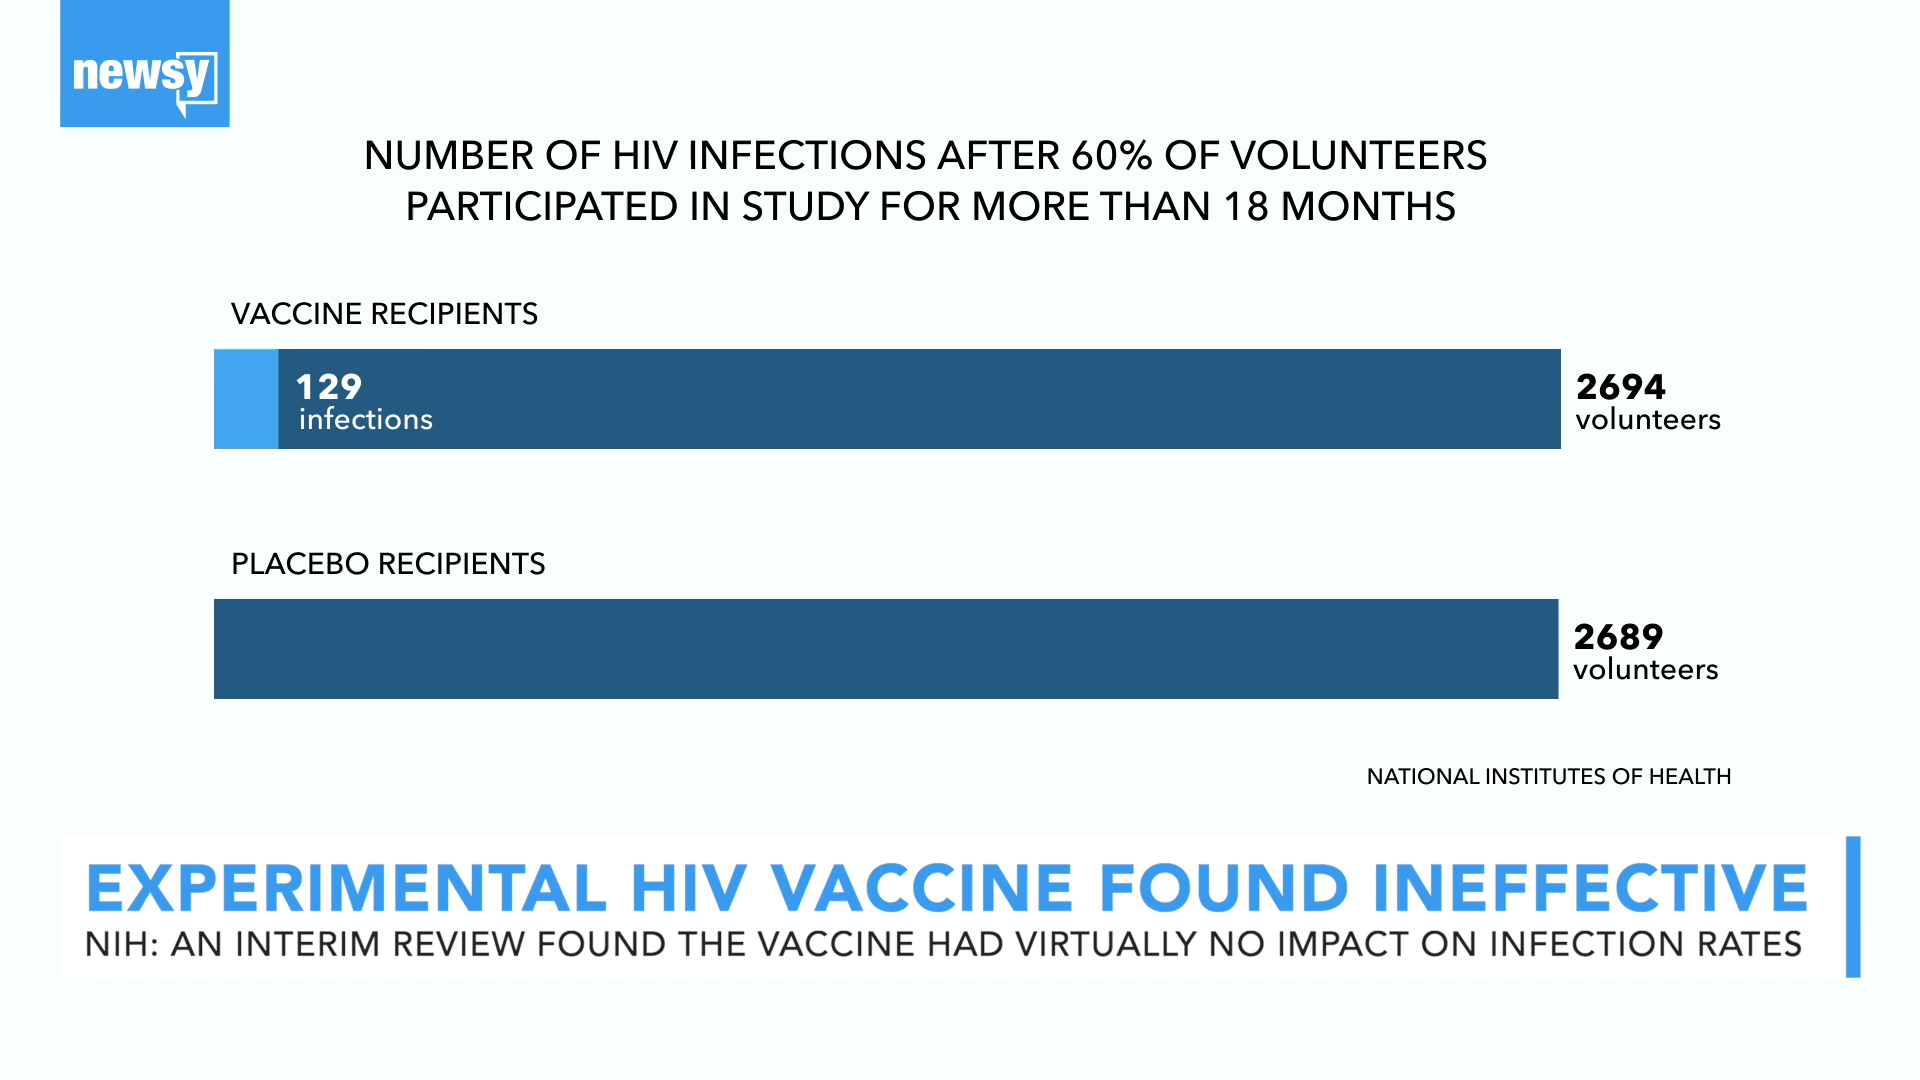 newsy
NUMBER OF HIV INFECTIONS AFTER 60% OF VOLUNTEERS
PARTICIPATED IN STUDY FOR MORE THAN 18 MONTHS
VACCINE RECIPIENTS
129
infections
2694
volunteers
PLACEBO RECIPIENTS
2689
volunteers
NATIONAL INSTITUTES OF HEALTH
EXPERIMENTAL HIV VACCINE FOUND INEFFECTIVE
NIH: AN INTERIM REVIEW FOUND THE VACCINE HAD VIRTUALLY NO IMPACT ON INFECTION RATES